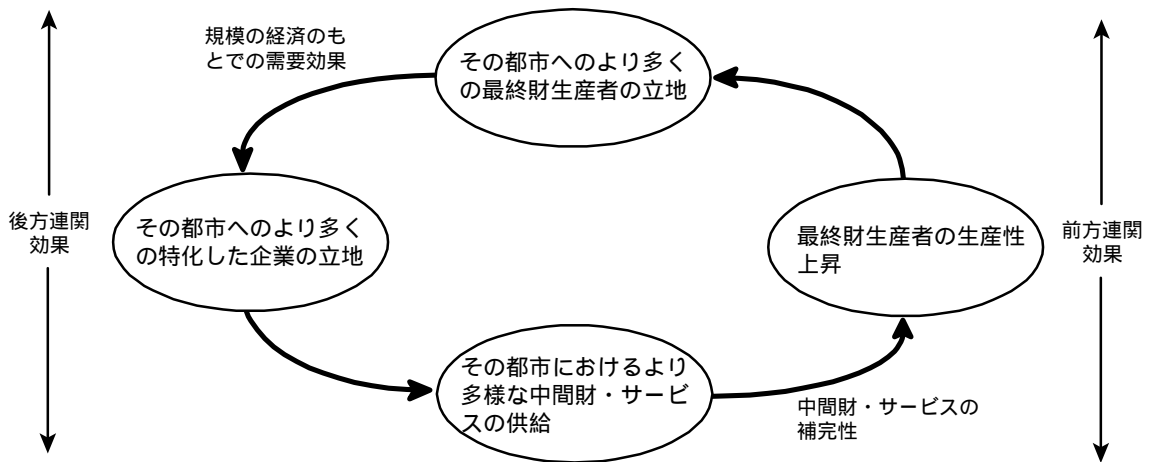 規模の経済のも
とでの需要効果
その都市へのより多く
の最終財生産者の立地
後方連関
効果
その都市へのより多く
の特化した企業の立地
最終財生産者の生産性
上昇
前方連関
効果
その都市におけるより
多様な中間財・サービ
スの供給
中間財・サービスの
補完性